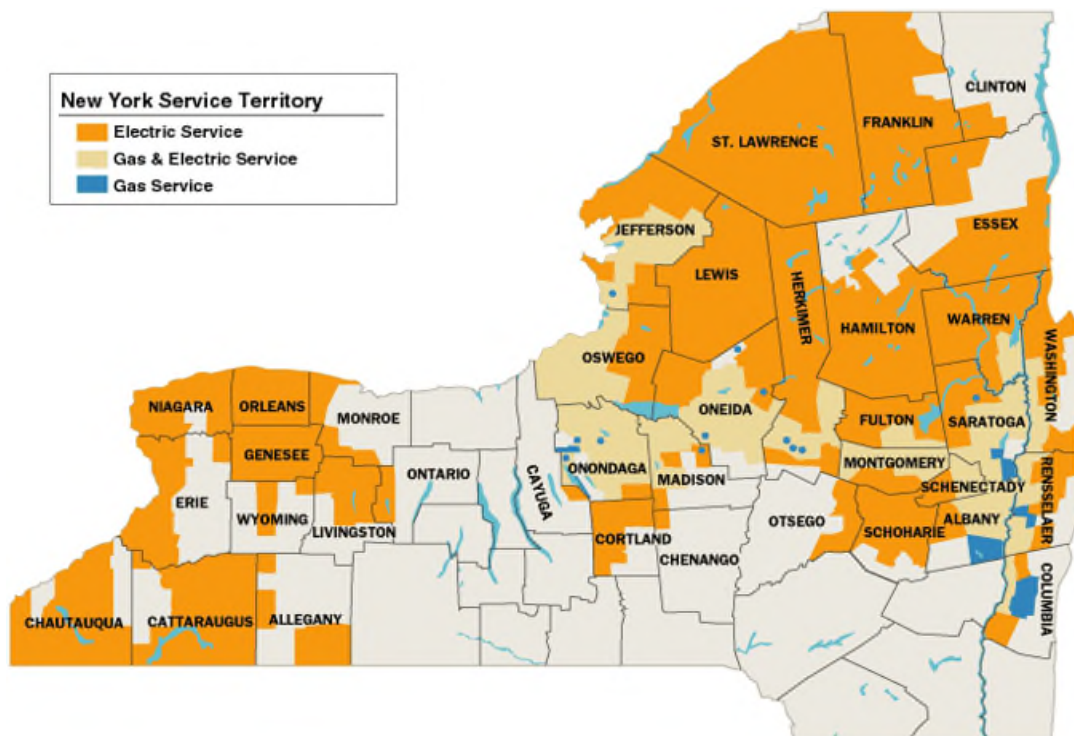 New York Service Territory
Electric Service
Gas & Electric Service
Gas Service
CLINTON
FRANKLIN
ST. LAWRENCE
ESSEX
JEFFERSON
LEWIS
HERKIMER
HAMILTON
WARREN
WASHINGTON
OSWEGO
ONEIDA
FULTON
SARATOGA
NIAGARA
ORLEANS
MONROE
GENESEE
MONTGOMERY
ONONDAGA
MADISON
SCHENECTADY
RENSSELAER
ERIE
WYOMING
LIVINGSTON
ONTARIO
CAYUGA
CORTLAND
CHENANGO
OTSEGO
SCHOHARIE
ALBANY
COLUMBIA
CHAUTAUQUA
CATTARAUGUS
ALLEGANY